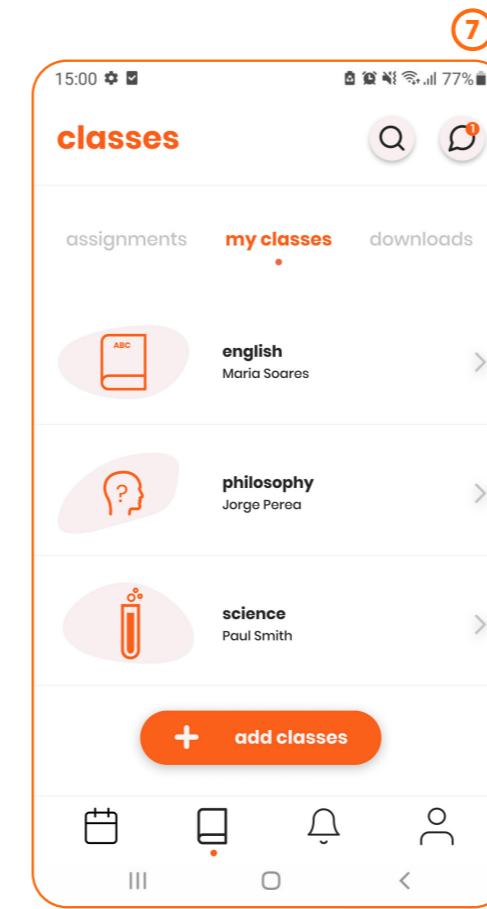 7
15:00 77%
classes
1
assignments my classes downloads
ABC
english
Maria Soares
?
philosophy
Jorge Perea
science
Paul Smith
+ add classes